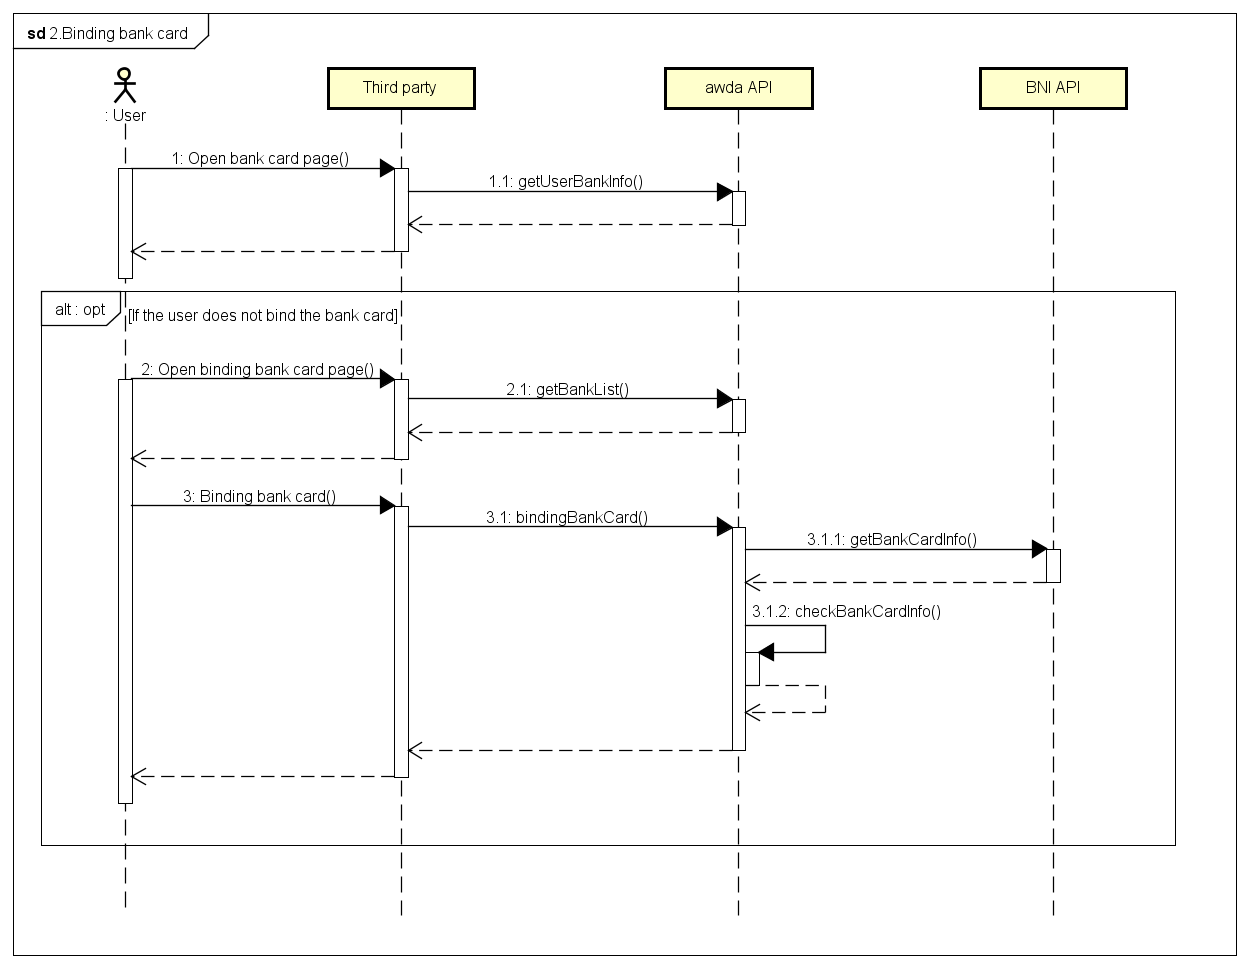 sd 2.Binding bank card
: User
Third party
awda API
BNI API
1: Open bank card page()
1.1: getUserBankInfo()
alt : opt
[If the user does not bind the bank card]
2: Open binding bank card page()
2.1: getBankList()
3: Binding bank card()
3.1: bindingBankCard()
3.1.1: getBankCardInfo()
3.1.2: checkBankCardInfo()